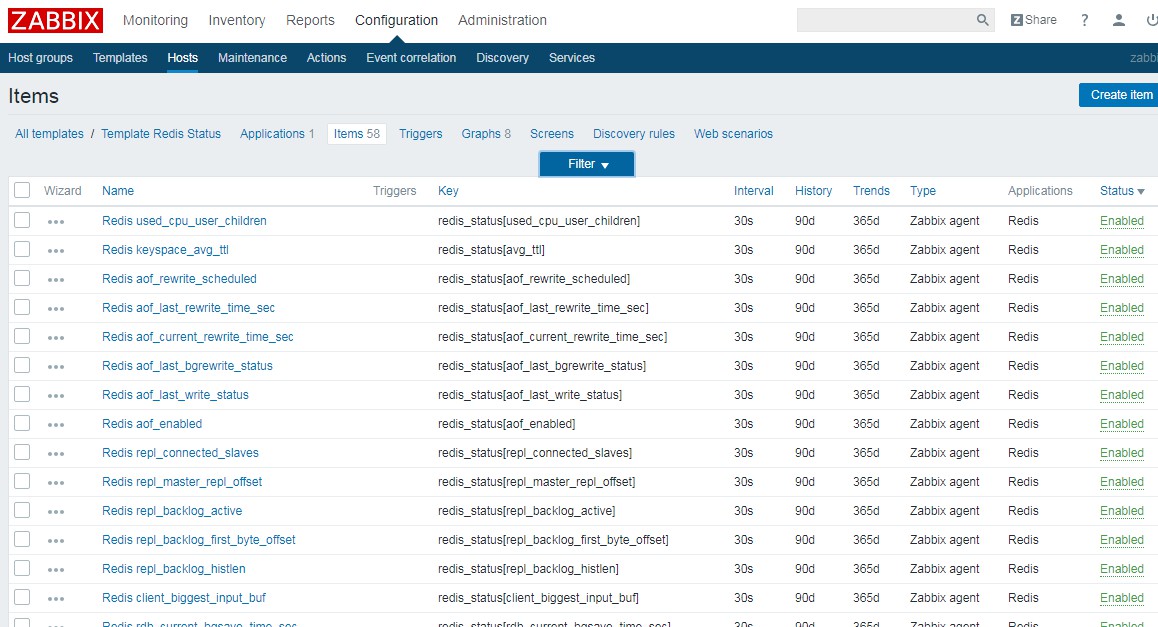 ZABBIX Monitoring Inventory Reports Configuration Administration Z Share ?
Host groups Templates Hosts Maintenance Actions Event correlation Discovery Services zabb
Items Create item
All templates / Template Redis Status Applications 1 Items 58 Triggers Graphs 8 Screens Discovery rules Web scenarios
Filter
Wizard Name Triggers Key Interval History Trends Type Applications Status
Redis used_cpu_user_children redis_status[used_cpu_user_children] 30s 90d 365d Zabbix agent Redis Enabled
Redis keyspace_avg_ttl redis_status[avg_ttl] 30s 90d 365d Zabbix agent Redis Enabled
Redis aof_rewrite_scheduled redis_status[aof_rewrite_scheduled] 30s 90d 365d Zabbix agent Redis Enabled
Redis aof_last_rewrite_time_sec redis_status[aof_last_rewrite_time_sec] 30s 90d 365d Zabbix agent Redis Enabled
Redis aof_current_rewrite_time_sec redis_status[aof_current_rewrite_time_sec] 30s 90d 365d Zabbix agent Redis Enabled
Redis aof_last_bgrewrite_status redis_status[aof_last_bgrewrite_status] 30s 90d 365d Zabbix agent Redis Enabled
Redis aof_last_write_status redis_status[aof_last_write_status] 30s 90d 365d Zabbix agent Redis Enabled
Redis aof_enabled redis_status[aof_enabled] 30s 90d 365d Zabbix agent Redis Enabled
Redis repl_connected_slaves redis_status[repl_connected_slaves] 30s 90d 365d Zabbix agent Redis Enabled
Redis repl_master_repl_offset redis_status[repl_master_repl_offset] 30s 90d 365d Zabbix agent Redis Enabled
Redis repl_backlog_active redis_status[repl_backlog_active] 30s 90d 365d Zabbix agent Redis Enabled
Redis repl_backlog_first_byte_offset redis_status[repl_backlog_first_byte_offset] 30s 90d 365d Zabbix agent Redis Enabled
Redis repl_backlog_histlen redis_status[repl_backlog_histlen] 30s 90d 365d Zabbix agent Redis Enabled
Redis client_biggest_input_buf redis_status[client_biggest_input_buf] 30s 90d 365d Zabbix agent Redis Enabled
Redis rdb_current_bgsave_time_sec redis_status[rdb_current_bgsave_time_sec] 30s 90d 365d Zabbix agent Redis Enabled